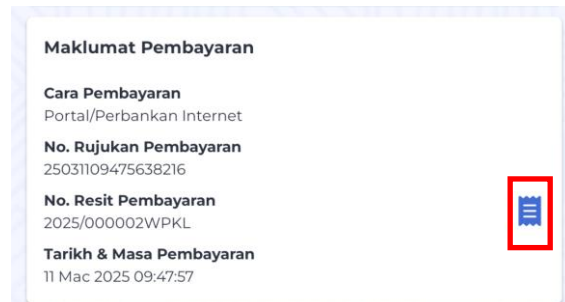 Maklumat Pembayaran
Cara Pembayaran
Portal/Perbankan Internet
No. Rujukan Pembayaran
25031109475638216
No. Resit Pembayaran
2025/000002WPKL
Tarikh & Masa Pembayaran
11 Mac 2025 09:47:57